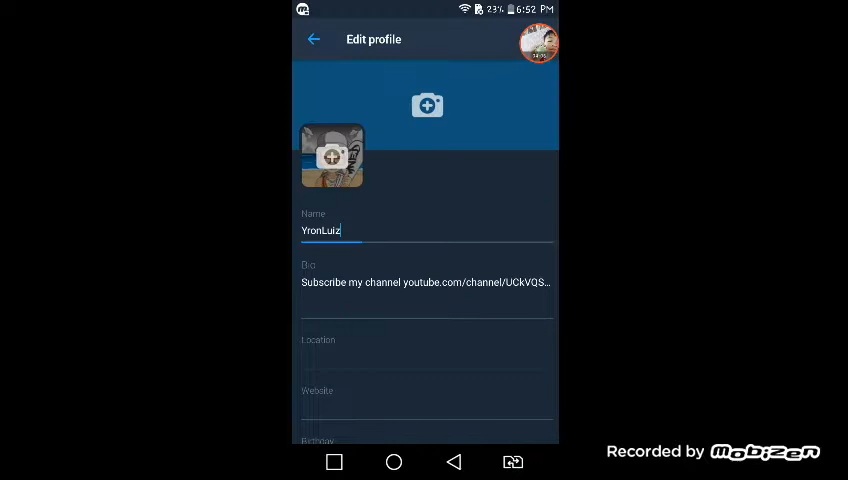 23% 6:52 PM
Edit profile
Name
YronLuiz
Bio
Subscribe my channel youtube.com/channel/UCkVQS...
Location
Website
Birthday
Recorded by mobizen